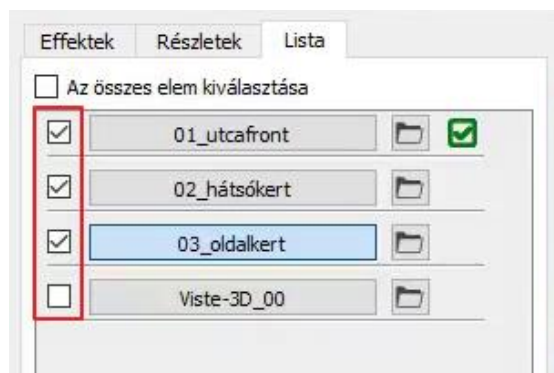 Effektek Részletek Lista
Az összes elem kiválasztása
01_utcafront
02_hátsókert
03_oldalkert
Viste-3D_00